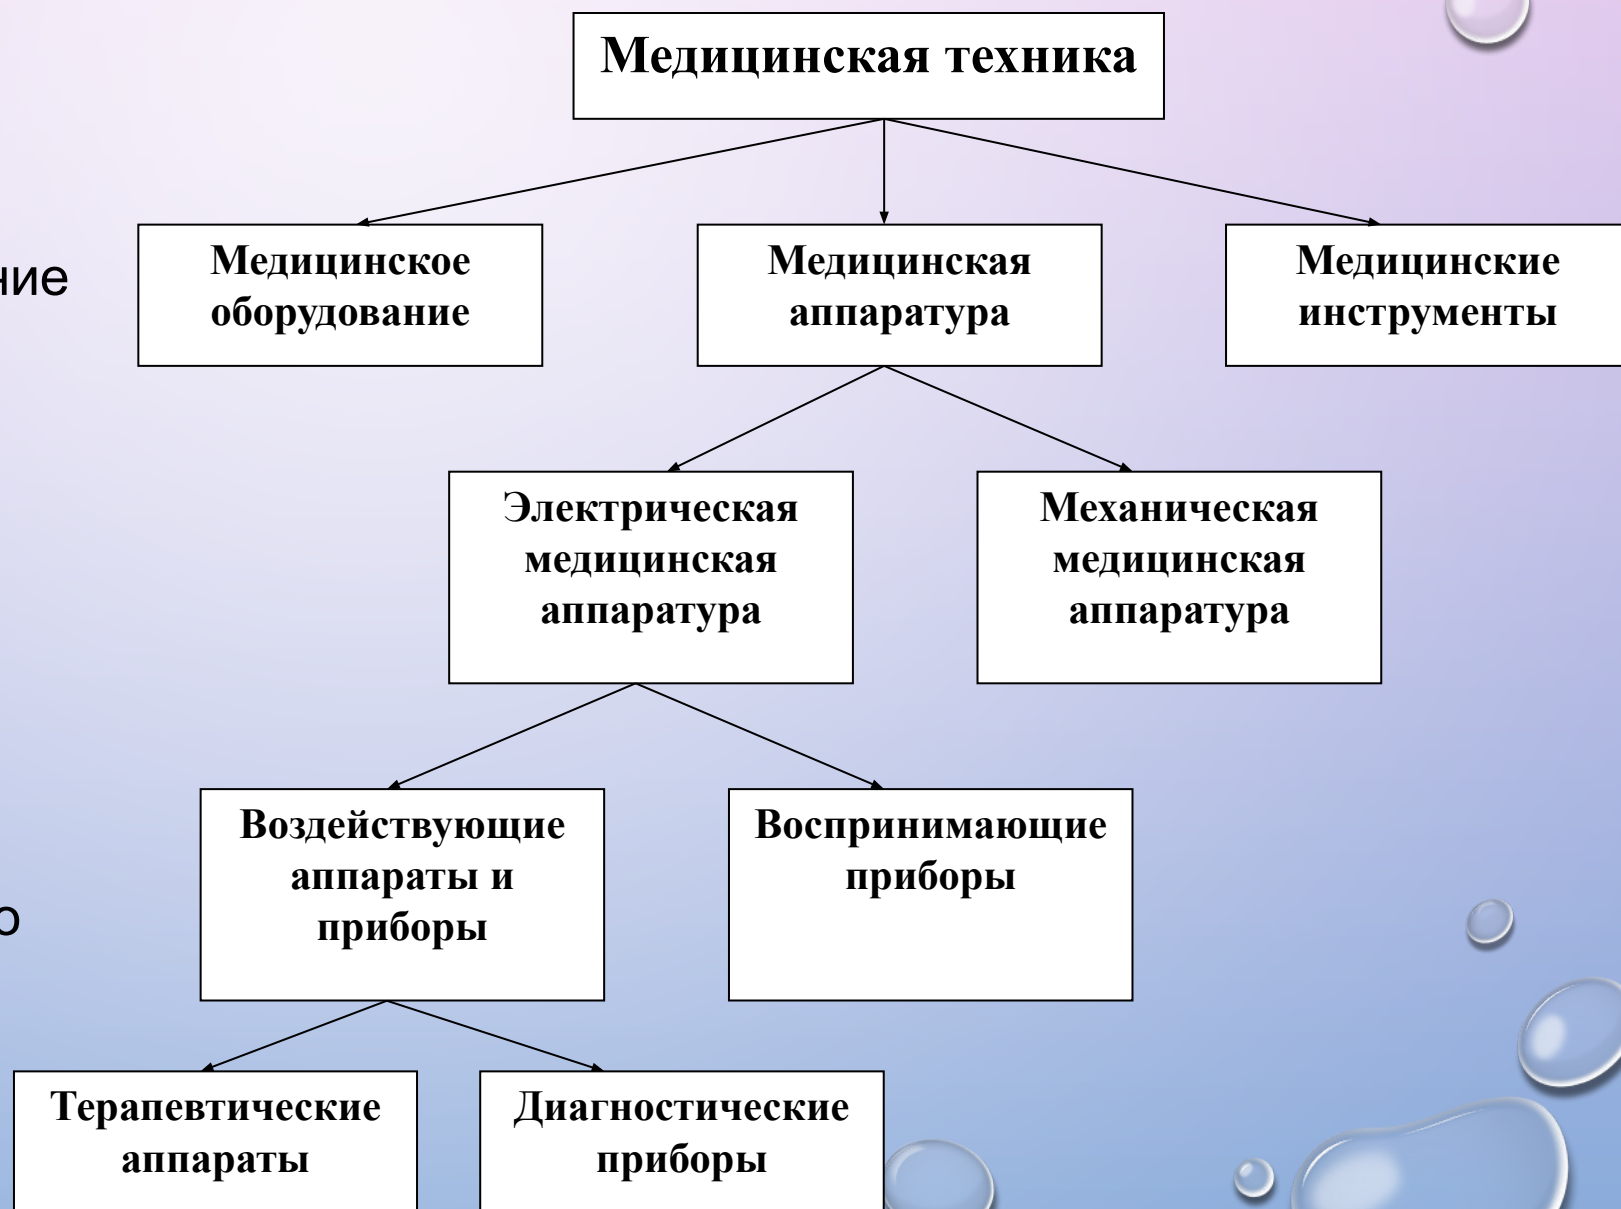 Медицинская техника
Медицинское
оборудование
Медицинская
аппаратура
Медицинские
инструменты
Электрическая
медицинская
аппаратура
Механическая
медицинская
аппаратура
Воздействующие
аппараты и
приборы
Воспринимающие
приборы
Терапевтические
аппараты
Диагностические
приборы